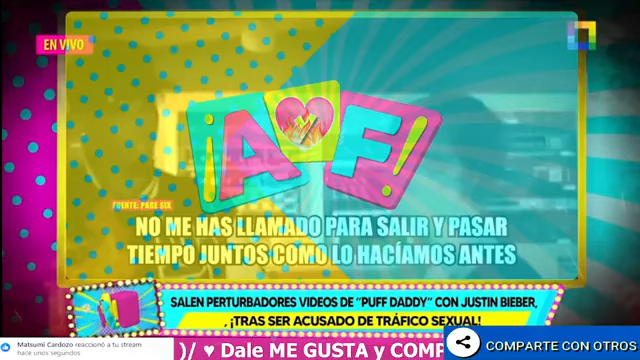 EN VIVO
¡A F!
FUENTE: PAGE SIX
NO ME HAS LLAMADO PARA SALIR Y PASAR
TIEMPO JUNTOS COMO LO HACÍAMOS ANTES
SALEN PERTURBADORES VIDEOS DE "PUFF DADDY" CON JUSTIN BIEBER,
, ¡TRAS SER ACUSADO DE TRÁFICO SEXUAL!
Matsumi Cardozo reaccionó a tu stream
hace unos segundos
)/ ♥ Dale ME GUSTA y COMP
COMPARTE CON OTROS